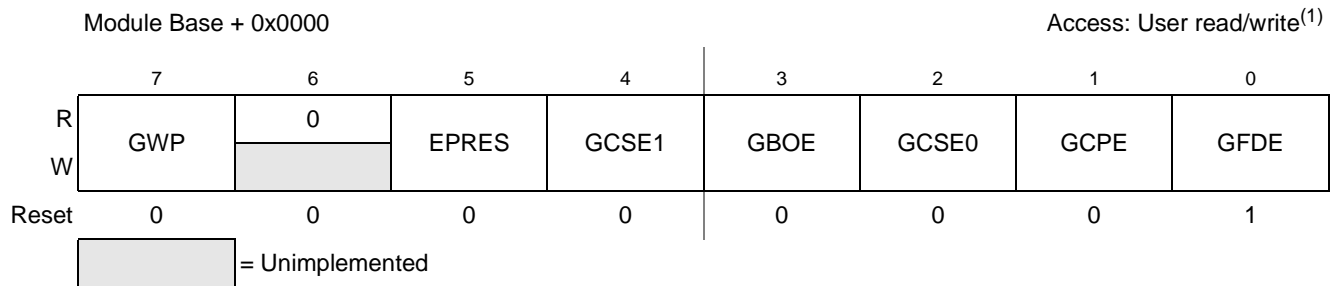 Module Base + 0x0000 Access: User read/write(1)
7 6 5 4 3 2 1 0
R GWP 0 EPRES GCSE1 GBOE GCSE0 GCPE GFDE
W
Reset 0 0 0 0 0 0 0 1
= Unimplemented